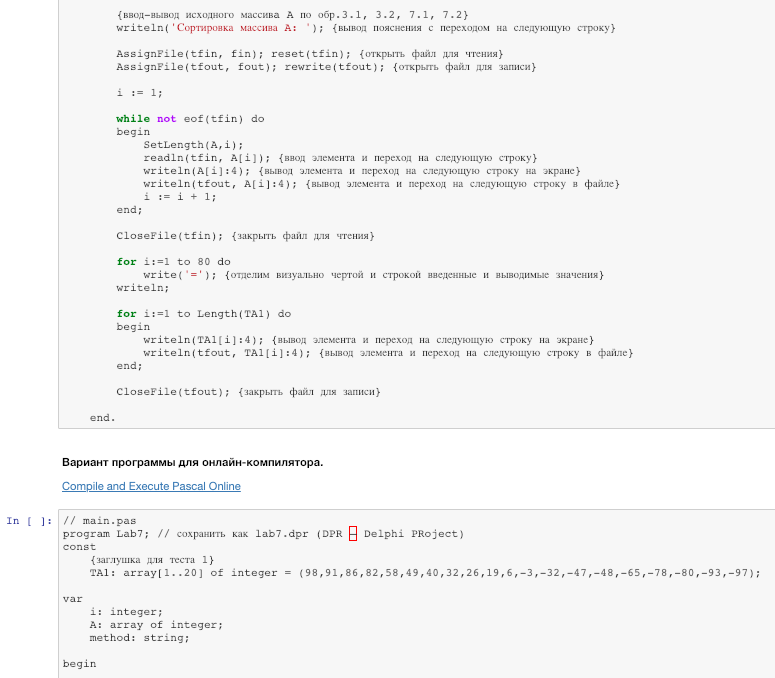 {ввод-вывод исходного массива A по обр.3.1, 3.2, 7.1, 7.2}
writeln('Сортировка массива A: '); {вывод пояснения с переходом на следующую строку}
AssignFile(tfin, fin); reset(tfin); {открыть файл для чтения}
AssignFile(tfout, fout); rewrite(tfout); {открыть файл для записи}
i := 1;
while not eof(tfin) do
begin
SetLength(A,i);
readln(tfin, A[i]); {ввод элемента и переход на следующую строку}
writeln(A[i]:4); {вывод элемента и переход на следующую строку на экране}
writeln(tfout, A[i]:4); {вывод элемента и переход на следующую строку в файле}
i := i + 1;
end;
CloseFile(tfin); {закрыть файл для чтения}
for i:=1 to 80 do
write('='); {отделим визуально чертой и строкой введенные и выводимые значения}
writeln;
for i:=1 to Length(TA1) do
begin
writeln(TA1[i]:4); {вывод элемента и переход на следующую строку на экране}
writeln(tfout, TA1[i]:4); {вывод элемента и переход на следующую строку в файле}
end;
CloseFile(tfout); {закрыть файл для записи}
end.
Вариант программы для онлайн-компилятора.
Compile and Execute Pascal Online
In [ ]: // main.pas
program Lab7; // сохранить как lab7.dpr (DPR – Delphi PRoject)
const
{заглушка для теста 1}
TA1: array[1..20] of integer = (98,91,86,82,58,49,40,32,26,19,6,-3,-32,-47,-48,-65,-78,-80,-93,-97);
var
i: integer;
A: array of integer;
method: string;
begin